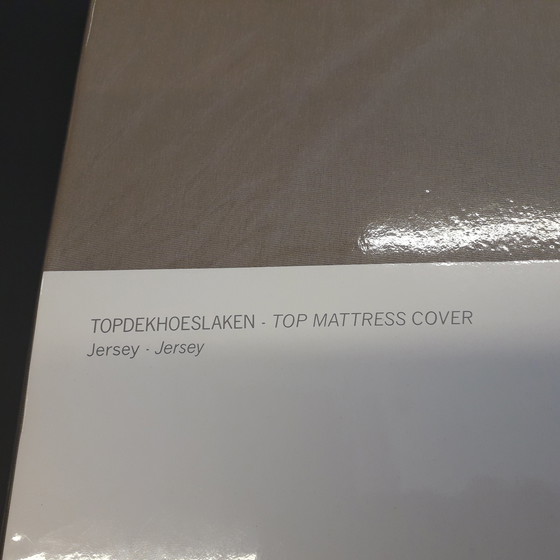 TOPDEKHOESLAKEN - TOP MATTRESS COVER
Jersey - Jersey